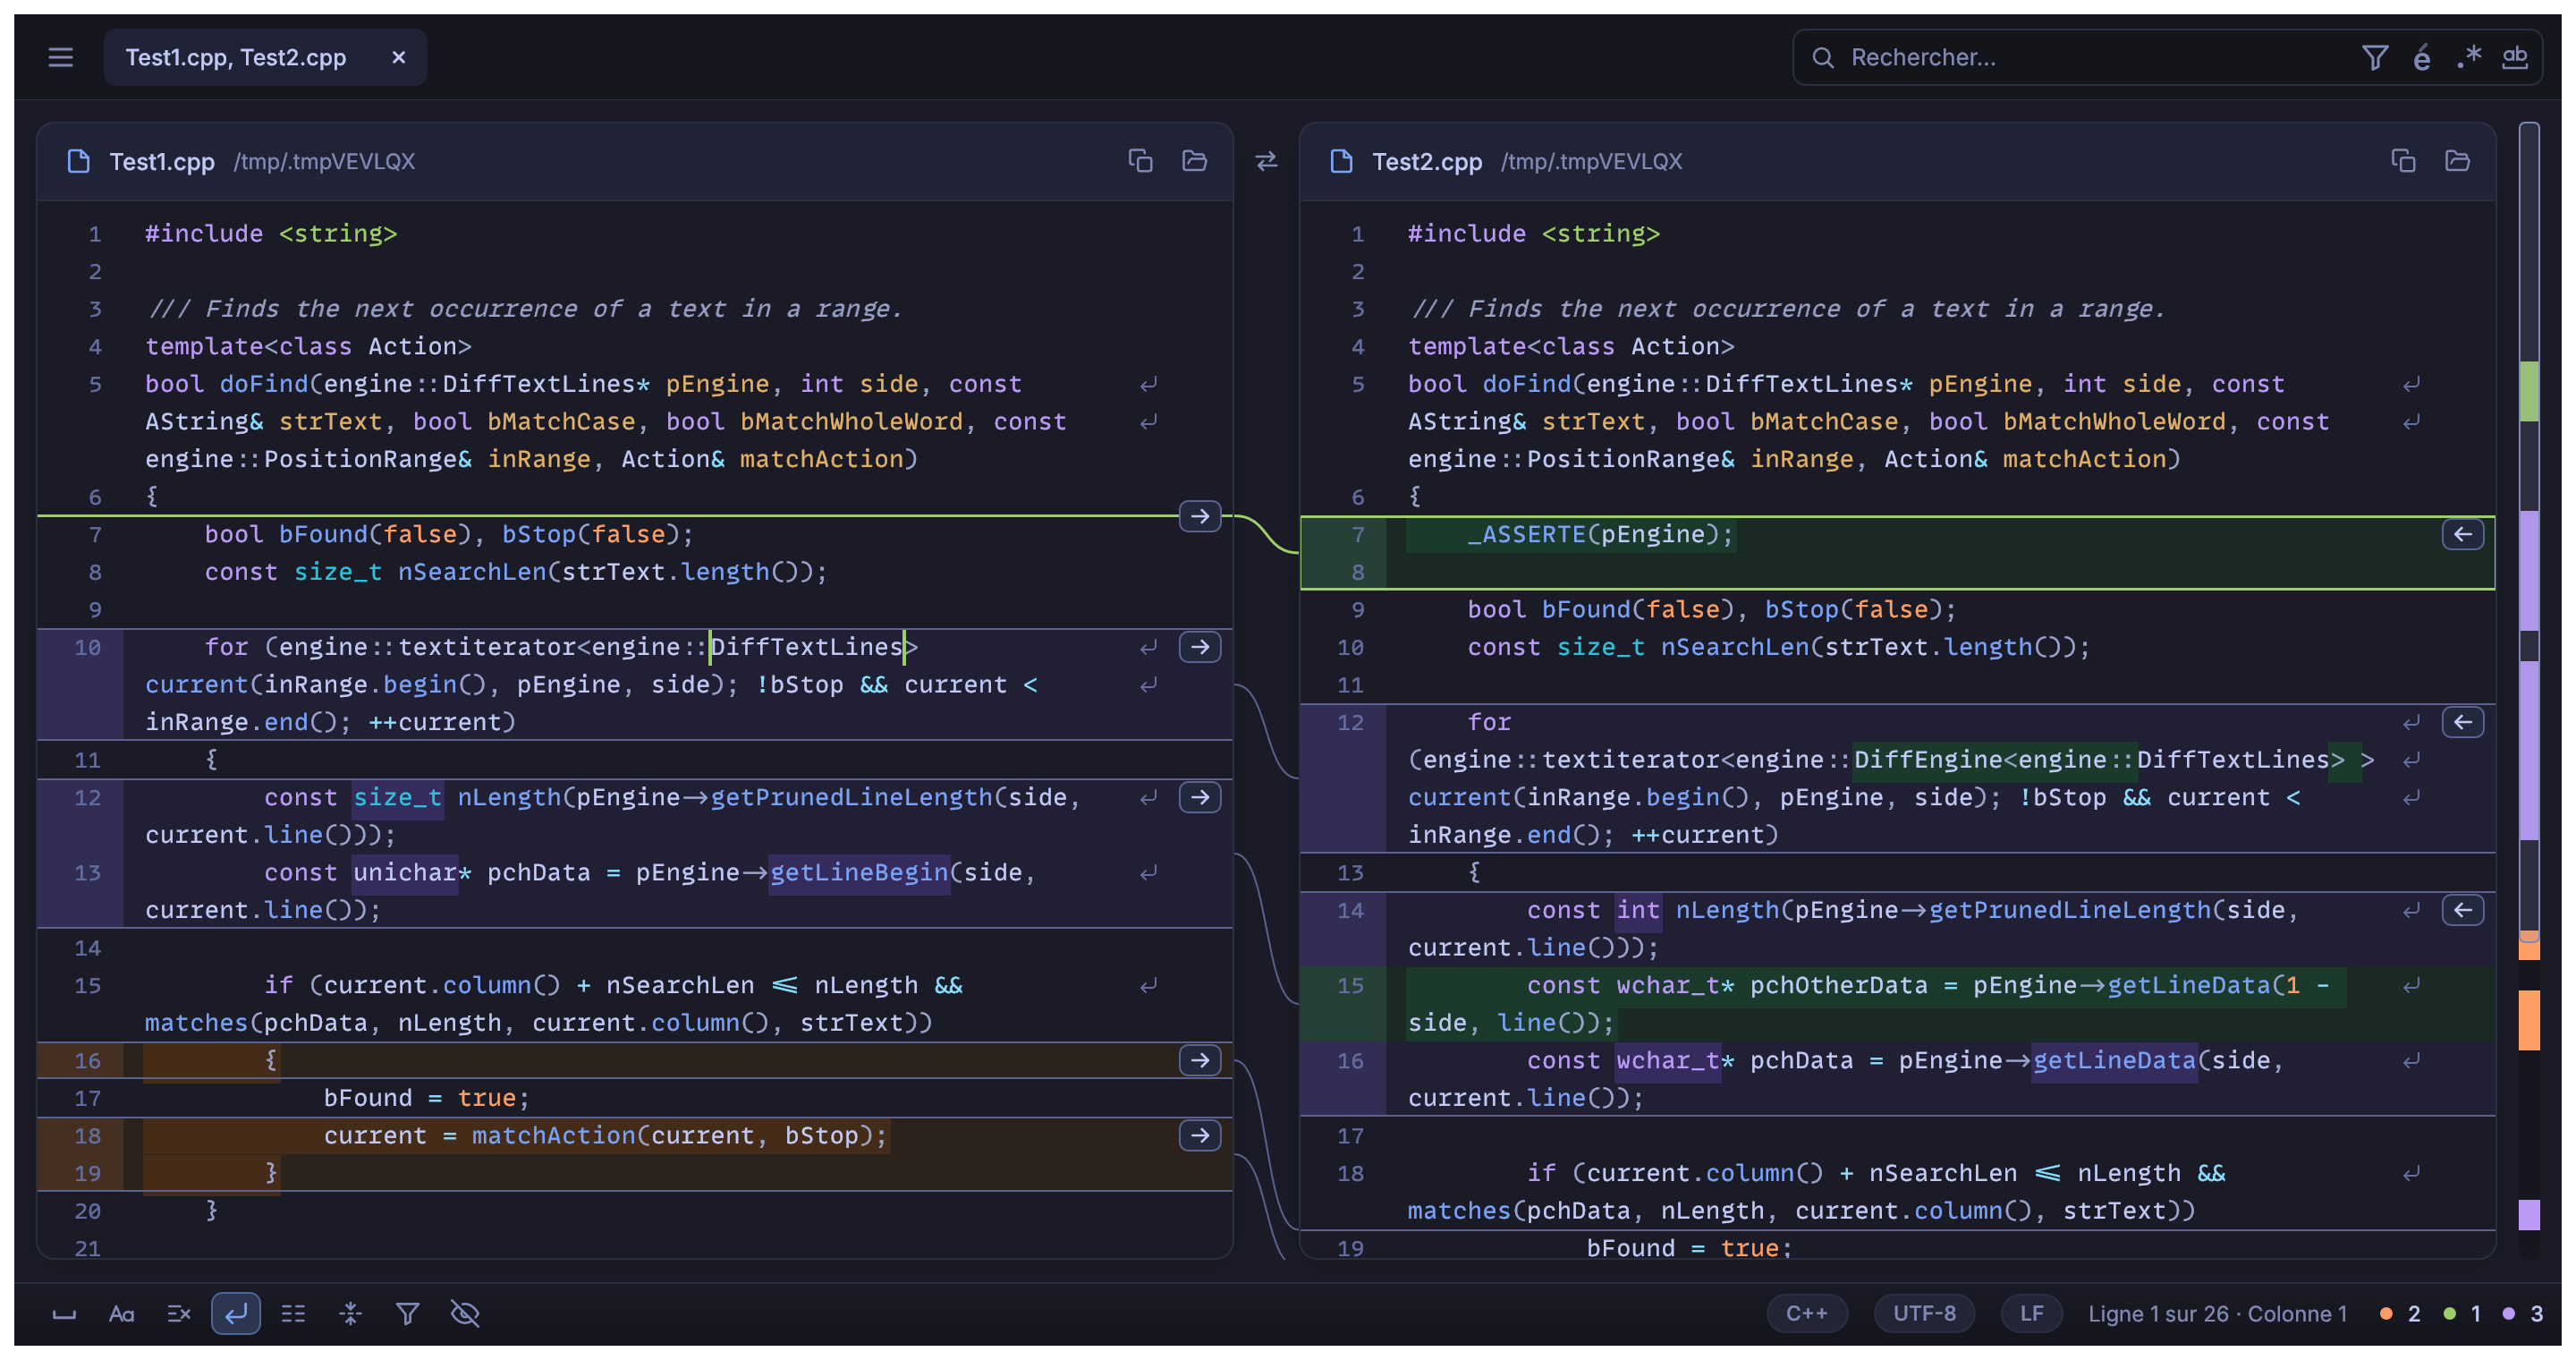 Test1.cpp, Test2.cpp
Rechercher...
é .* ab
Test1.cpp /tmp/.tmpVEVLQX
1 #include <string>
2
3 /// Finds the next occurrence of a text in a range.
4 template<class Action>
5 bool doFind(engine::DiffTextLines* pEngine, int side, const
AString& strText, bool bMatchCase, bool bMatchWholeWord, const
engine::PositionRange& inRange, Action& matchAction)
6 {
7 bool bFound(false), bStop(false);
8 const size_t nSearchLen(strText.length());
9
10 for (engine::textiterator<engine::DiffTextLines>
current(inRange.begin(), pEngine, side); !bStop && current <
inRange.end(); ++current)
11 {
12 const size_t nLength(pEngine->getPrunedLineLength(side,
current.line()));
13 const unichar* pchData = pEngine->getLineBegin(side,
current.line());
14
15 if (current.column() + nSearchLen <= nLength &&
matches(pchData, nLength, current.column(), strText))
16 {
17 bFound = true;
18 current = matchAction(current, bStop);
19 }
20 }
21
Test2.cpp /tmp/.tmpVEVLQX
1 #include <string>
2
3 /// Finds the next occurrence of a text in a range.
4 template<class Action>
5 bool doFind(engine::DiffTextLines* pEngine, int side, const
AString& strText, bool bMatchCase, bool bMatchWholeWord, const
engine::PositionRange& inRange, Action& matchAction)
6 {
7 _ASSERTE(pEngine);
8
9 bool bFound(false), bStop(false);
10 const size_t nSearchLen(strText.length());
11
12 for
(engine::textiterator<engine::DiffEngine<engine::DiffTextLines> >
current(inRange.begin(), pEngine, side); !bStop && current <
inRange.end(); ++current)
13 {
14 const int nLength(pEngine->getPrunedLineLength(side,
current.line()));
15 const wchar_t* pchOtherData = pEngine->getLineData(1 -
side, line());
16 const wchar_t* pchData = pEngine->getLineData(side,
current.line());
17
18 if (current.column() + nSearchLen <= nLength &&
matches(pchData, nLength, current.column(), strText))
19 bFound = true;
Aa
C++ UTF-8 LF Ligne 1 sur 26 · Colonne 1 2 1 3